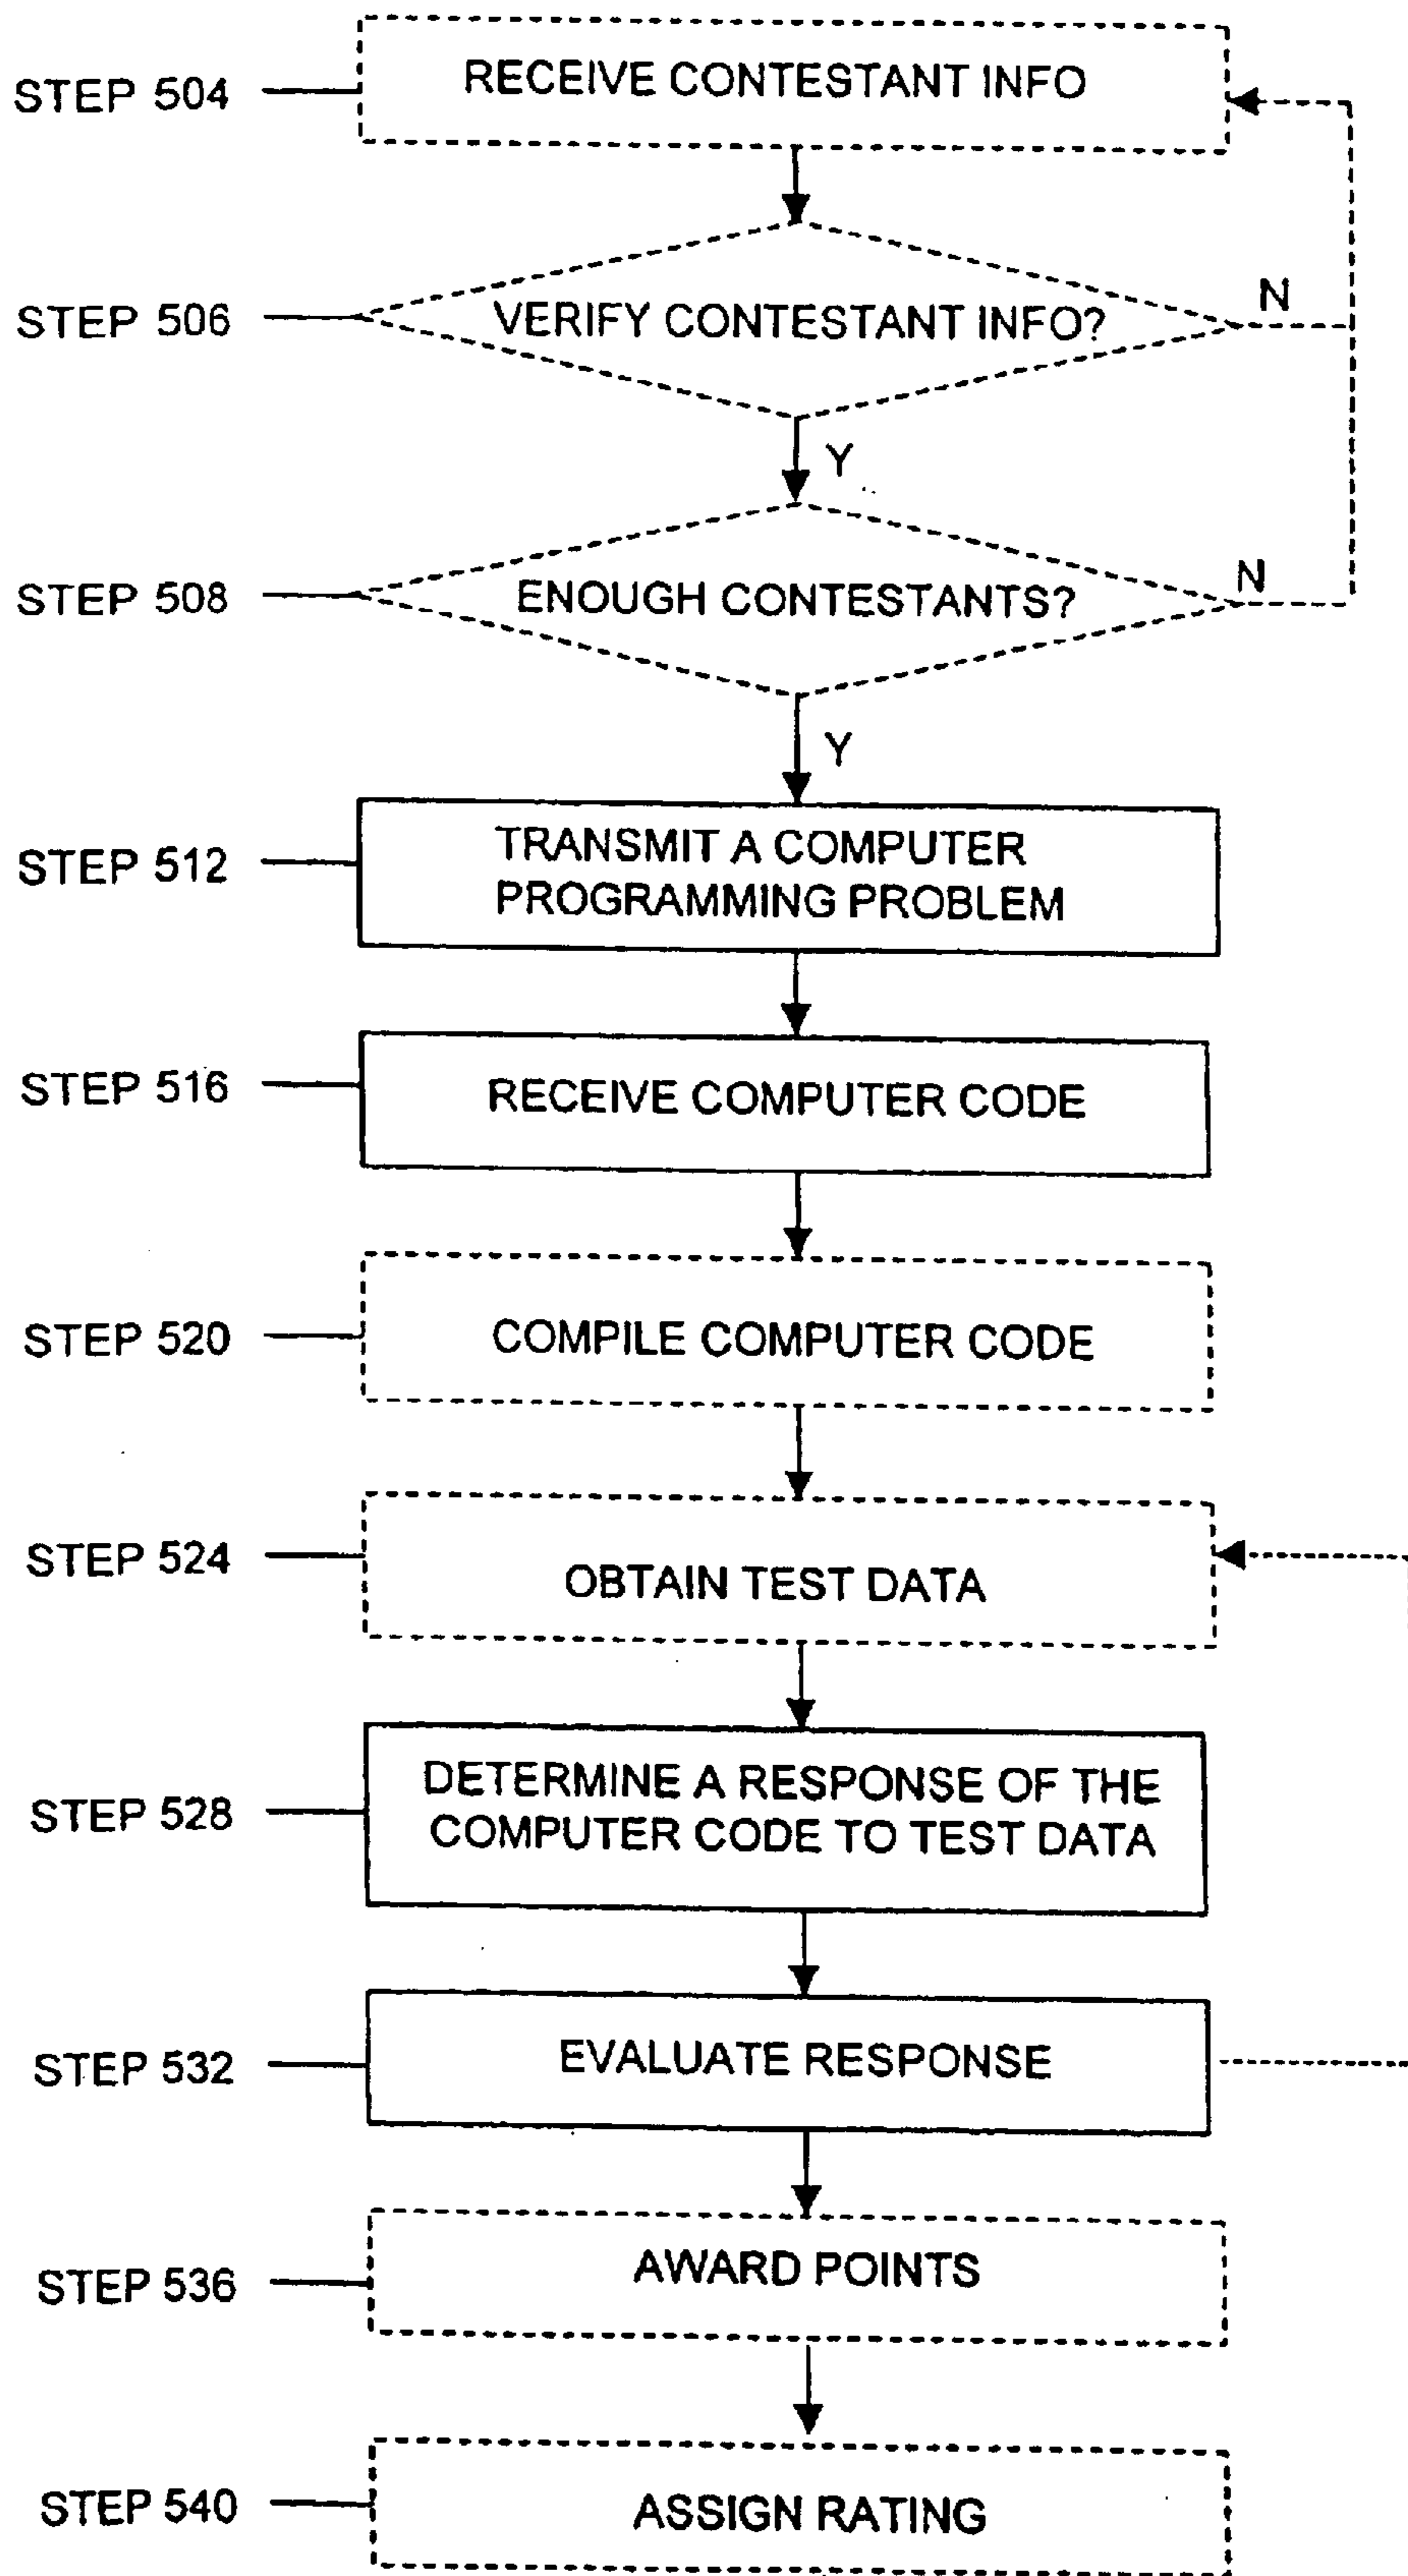 STEP 504
RECEIVE CONTESTANT INFO
STEP 506
VERIFY CONTESTANT INFO?
N
Y
STEP 508
ENOUGH CONTESTANTS?
N
Y
STEP 512
TRANSMIT A COMPUTER
PROGRAMMING PROBLEM
STEP 516
RECEIVE COMPUTER CODE
STEP 520
COMPILE COMPUTER CODE
STEP 524
OBTAIN TEST DATA
STEP 528
DETERMINE A RESPONSE OF THE
COMPUTER CODE TO TEST DATA
STEP 532
EVALUATE RESPONSE
STEP 536
AWARD POINTS
STEP 540
ASSIGN RATING